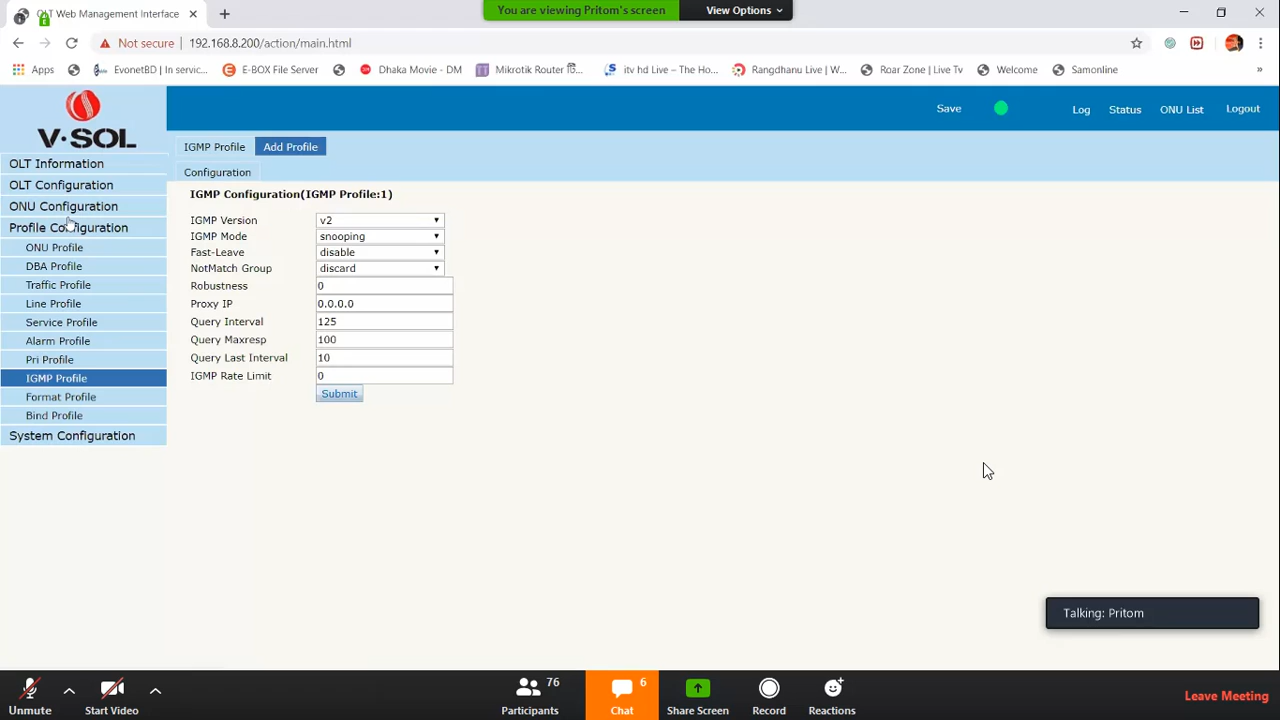 You are viewing Pritom's screen
View Options
OLT Web Management Interface
Not secure
192.168.8.200/action/main.html
Apps
EvonetBD | In servic...
E-BOX File Server
Dhaka Movie - DM
Mikrotik Router
itv hd Live – The Ho...
Rangdhanu Live | W...
Roar Zone | Live Tv
Welcome
Samonline
»
V·SOL
Save
Log
Status
ONU List
Logout
IGMP Profile
Add Profile
Configuration
OLT Information
OLT Configuration
ONU Configuration
Profile Configuration
ONU Profile
DBA Profile
Traffic Profile
Line Profile
Service Profile
Alarm Profile
Pri Profile
IGMP Profile
Format Profile
Bind Profile
System Configuration
IGMP Configuration(IGMP Profile:1)
IGMP Version v2
IGMP Mode snooping
Fast-Leave disable
NotMatch Group discard
Robustness 0
Proxy IP 0.0.0.0
Query Interval 125
Query Maxresp 100
Query Last Interval 10
IGMP Rate Limit 0
Submit
Talking: Pritom
Unmute
Start Video
76
Participants
6
Chat
Share Screen
Record
Reactions
Leave Meeting